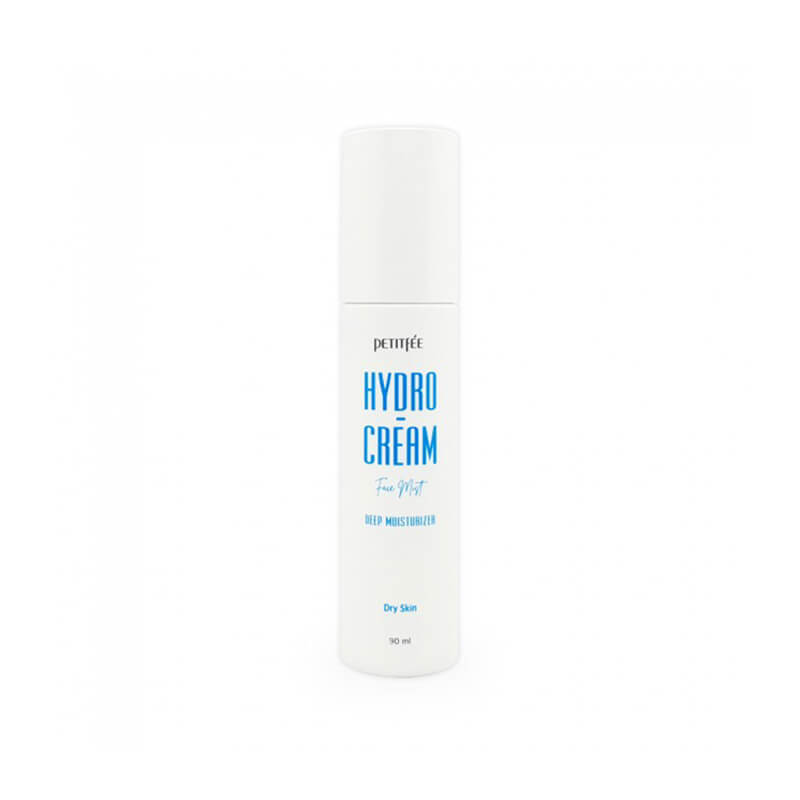 PETITFÉE
HYDRO
-
CREAM
Face Mist
DEEP MOISTURIZER
Dry Skin
90 ml